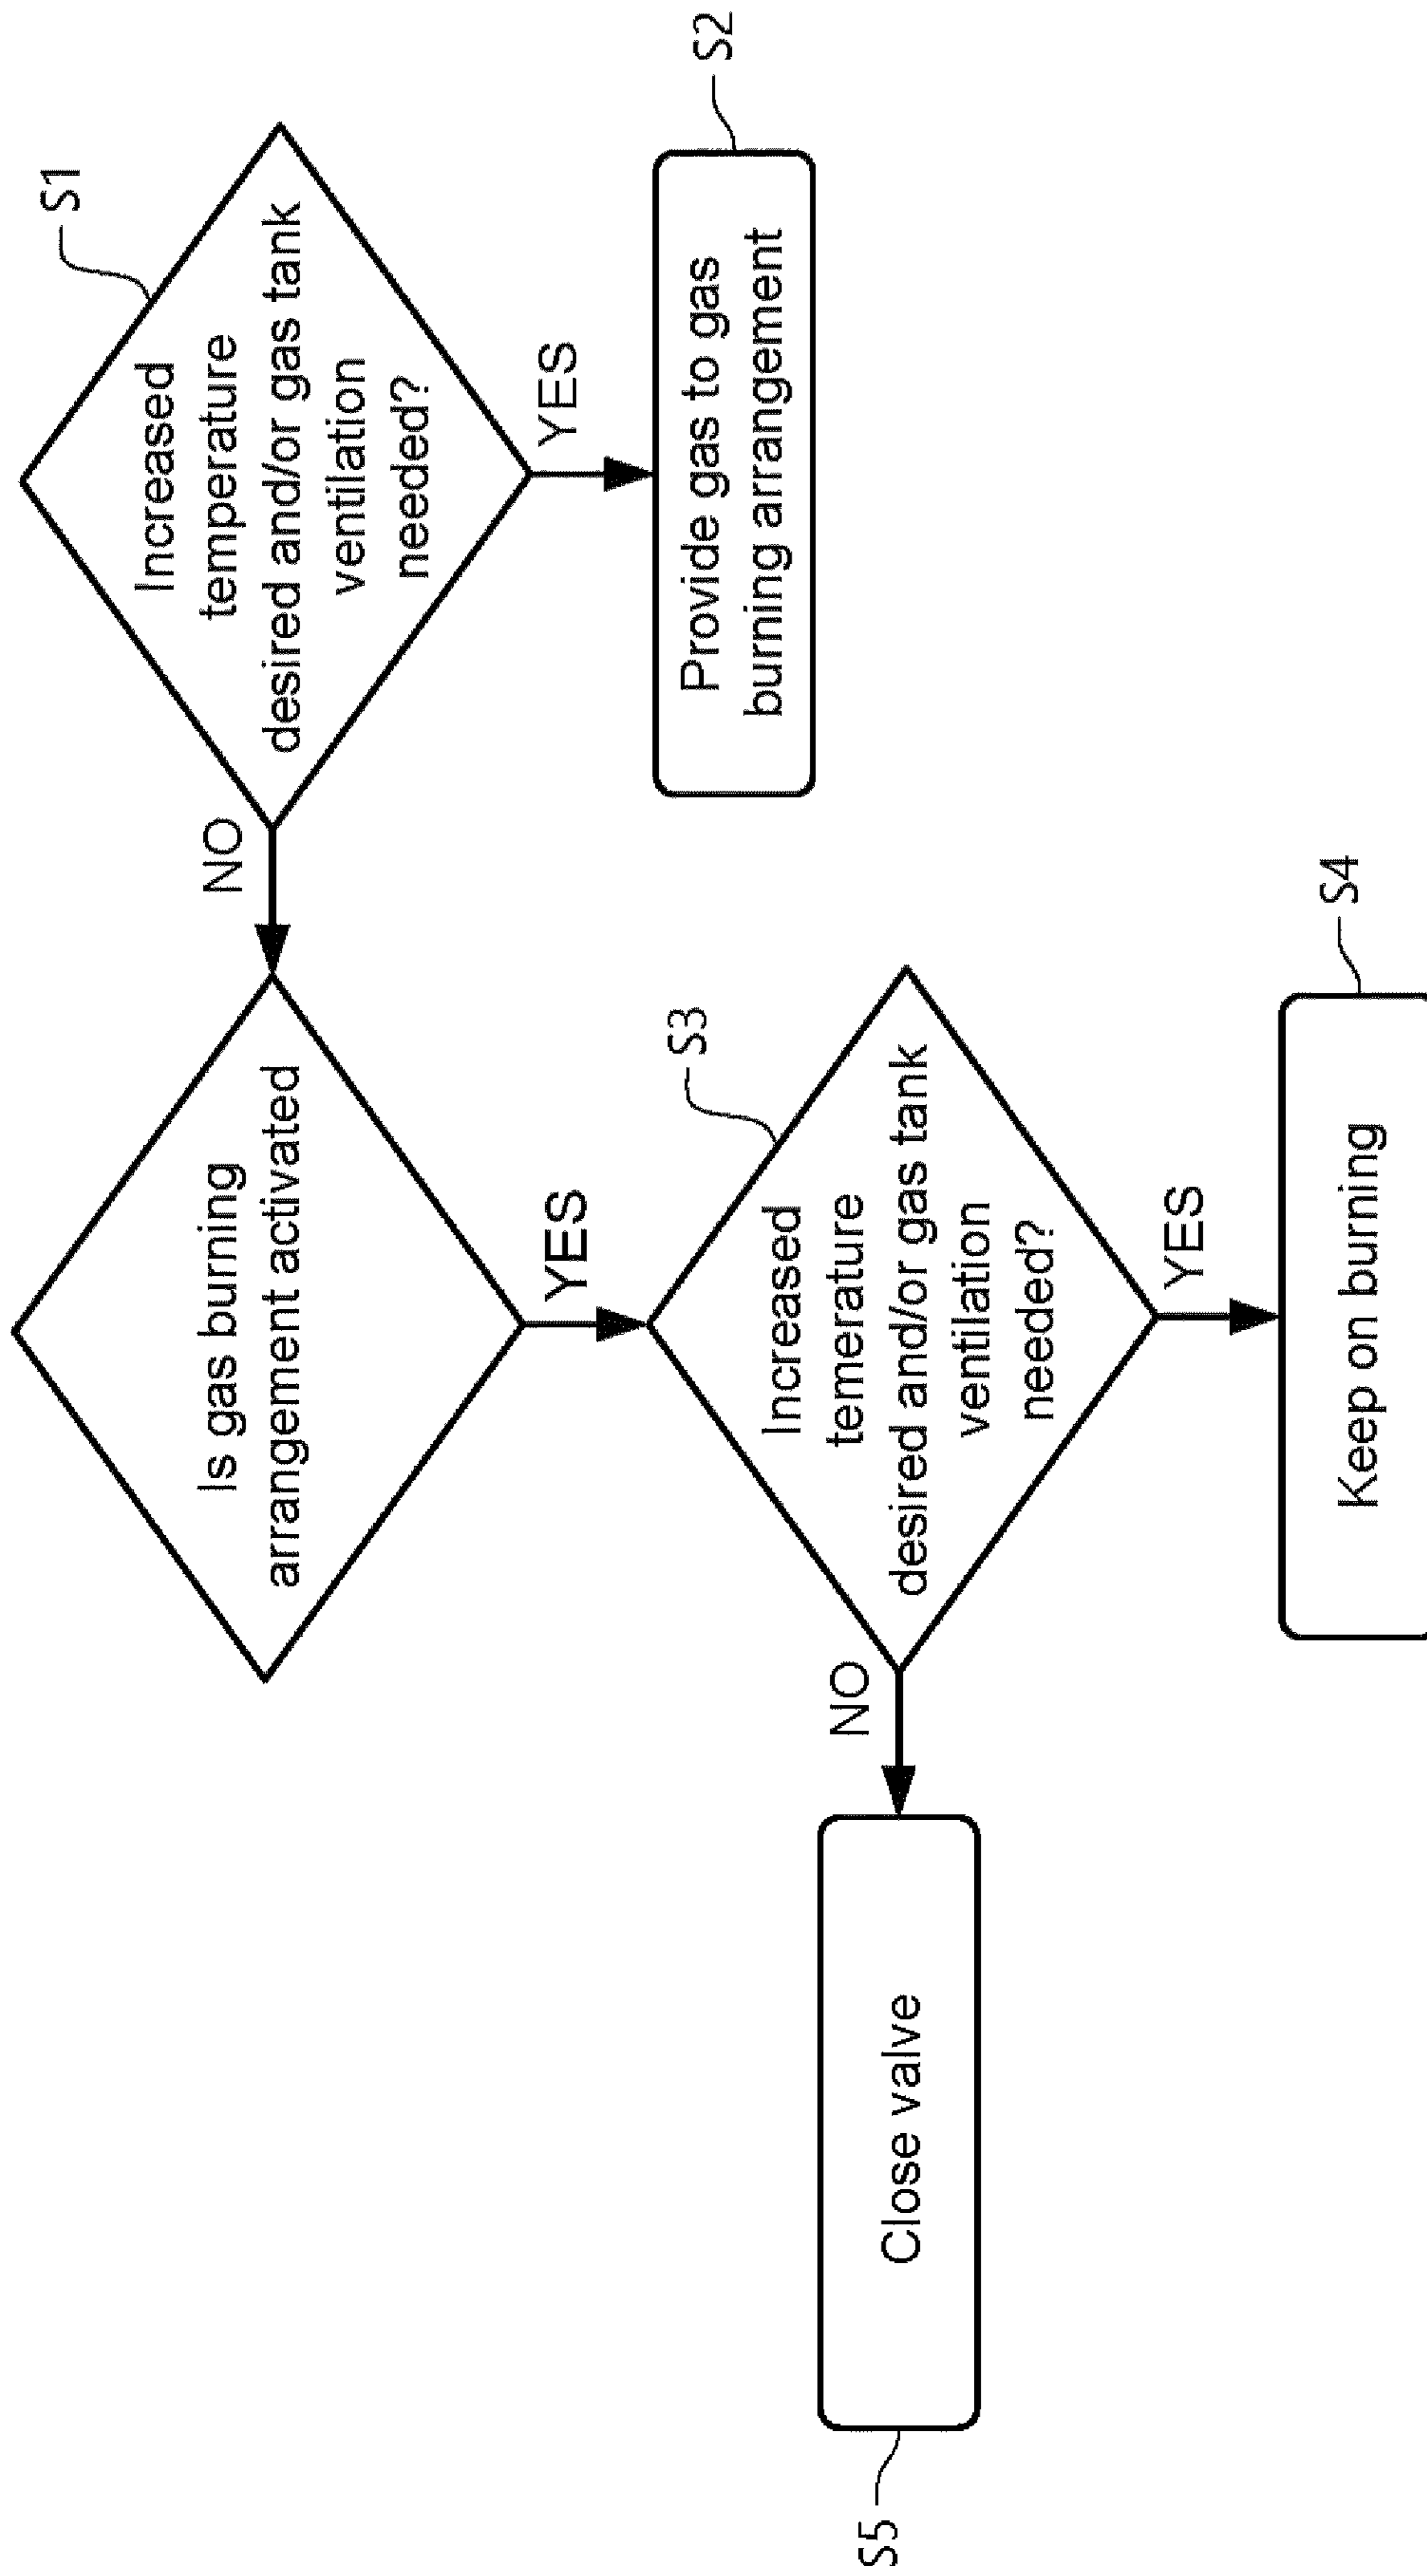 S1
Increased
temperature
desired and/or gas tank
ventilation
needed?
YES
S2
Provide gas to gas
burning arrangement
NO
Is gas burning
arrangement activated
YES
S3
Increased
temerature
desired and/or gas tank
ventilation
needed?
YES
S4
Keep on burning
NO
Close valve
S5